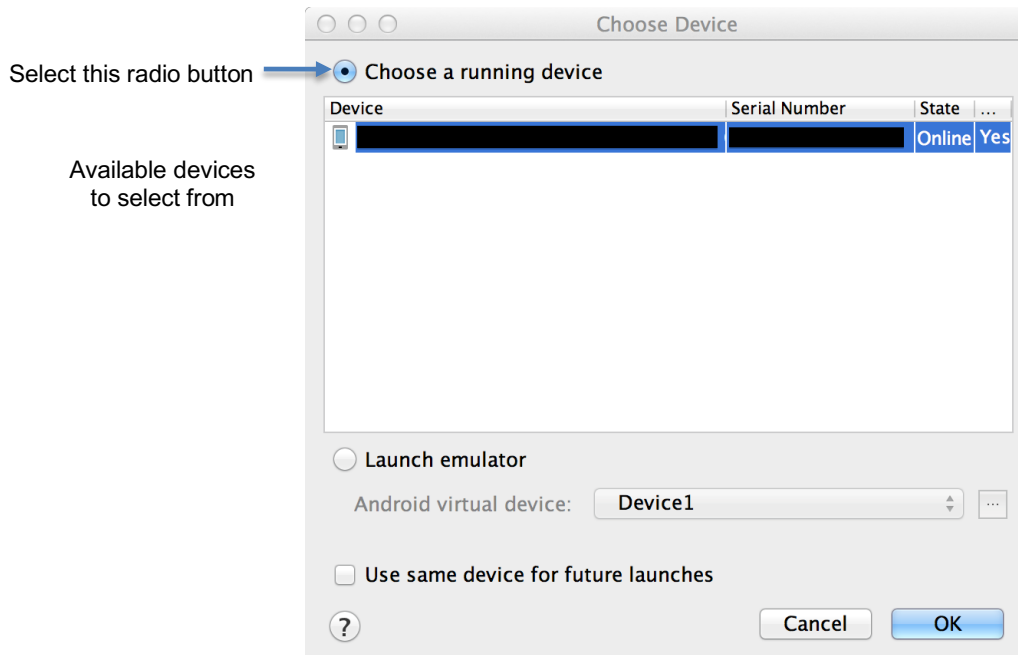 Choose Device
Select this radio button
Choose a running device
Device Serial Number State ...
Online Yes
Available devices
to select from
Launch emulator
Android virtual device: Device1 ...
Use same device for future launches
? Cancel OK